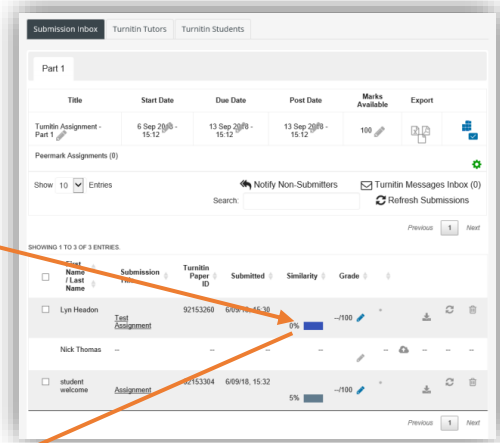 Submission Inbox Turnitin Tutors Turnitin Students
Part 1
Title Start Date Due Date Post Date Marks Available Export
Turnitin Assignment - Part 1 6 Sep 2018 - 15:12 13 Sep 2018 - 15:12 13 Sep 2018 - 15:12 100
Peermark Assignments (0)
Show 10 Entries Notify Non-Submitters Turnitin Messages Inbox (0)
Search: Refresh Submissions
Previous 1 Next
SHOWING 1 TO 3 OF 3 ENTRIES.
First Name / Last Name Submission Turnitin Paper ID Submitted Similarity Grade
Lyn Headon Test Assignment 92153260 6/09/18, 15:30 0% --/100
Nick Thomas -- -- -- -- -- -- --
student welcome Assignment 92153304 6/09/18, 15:32 5% --/100
Previous 1 Next